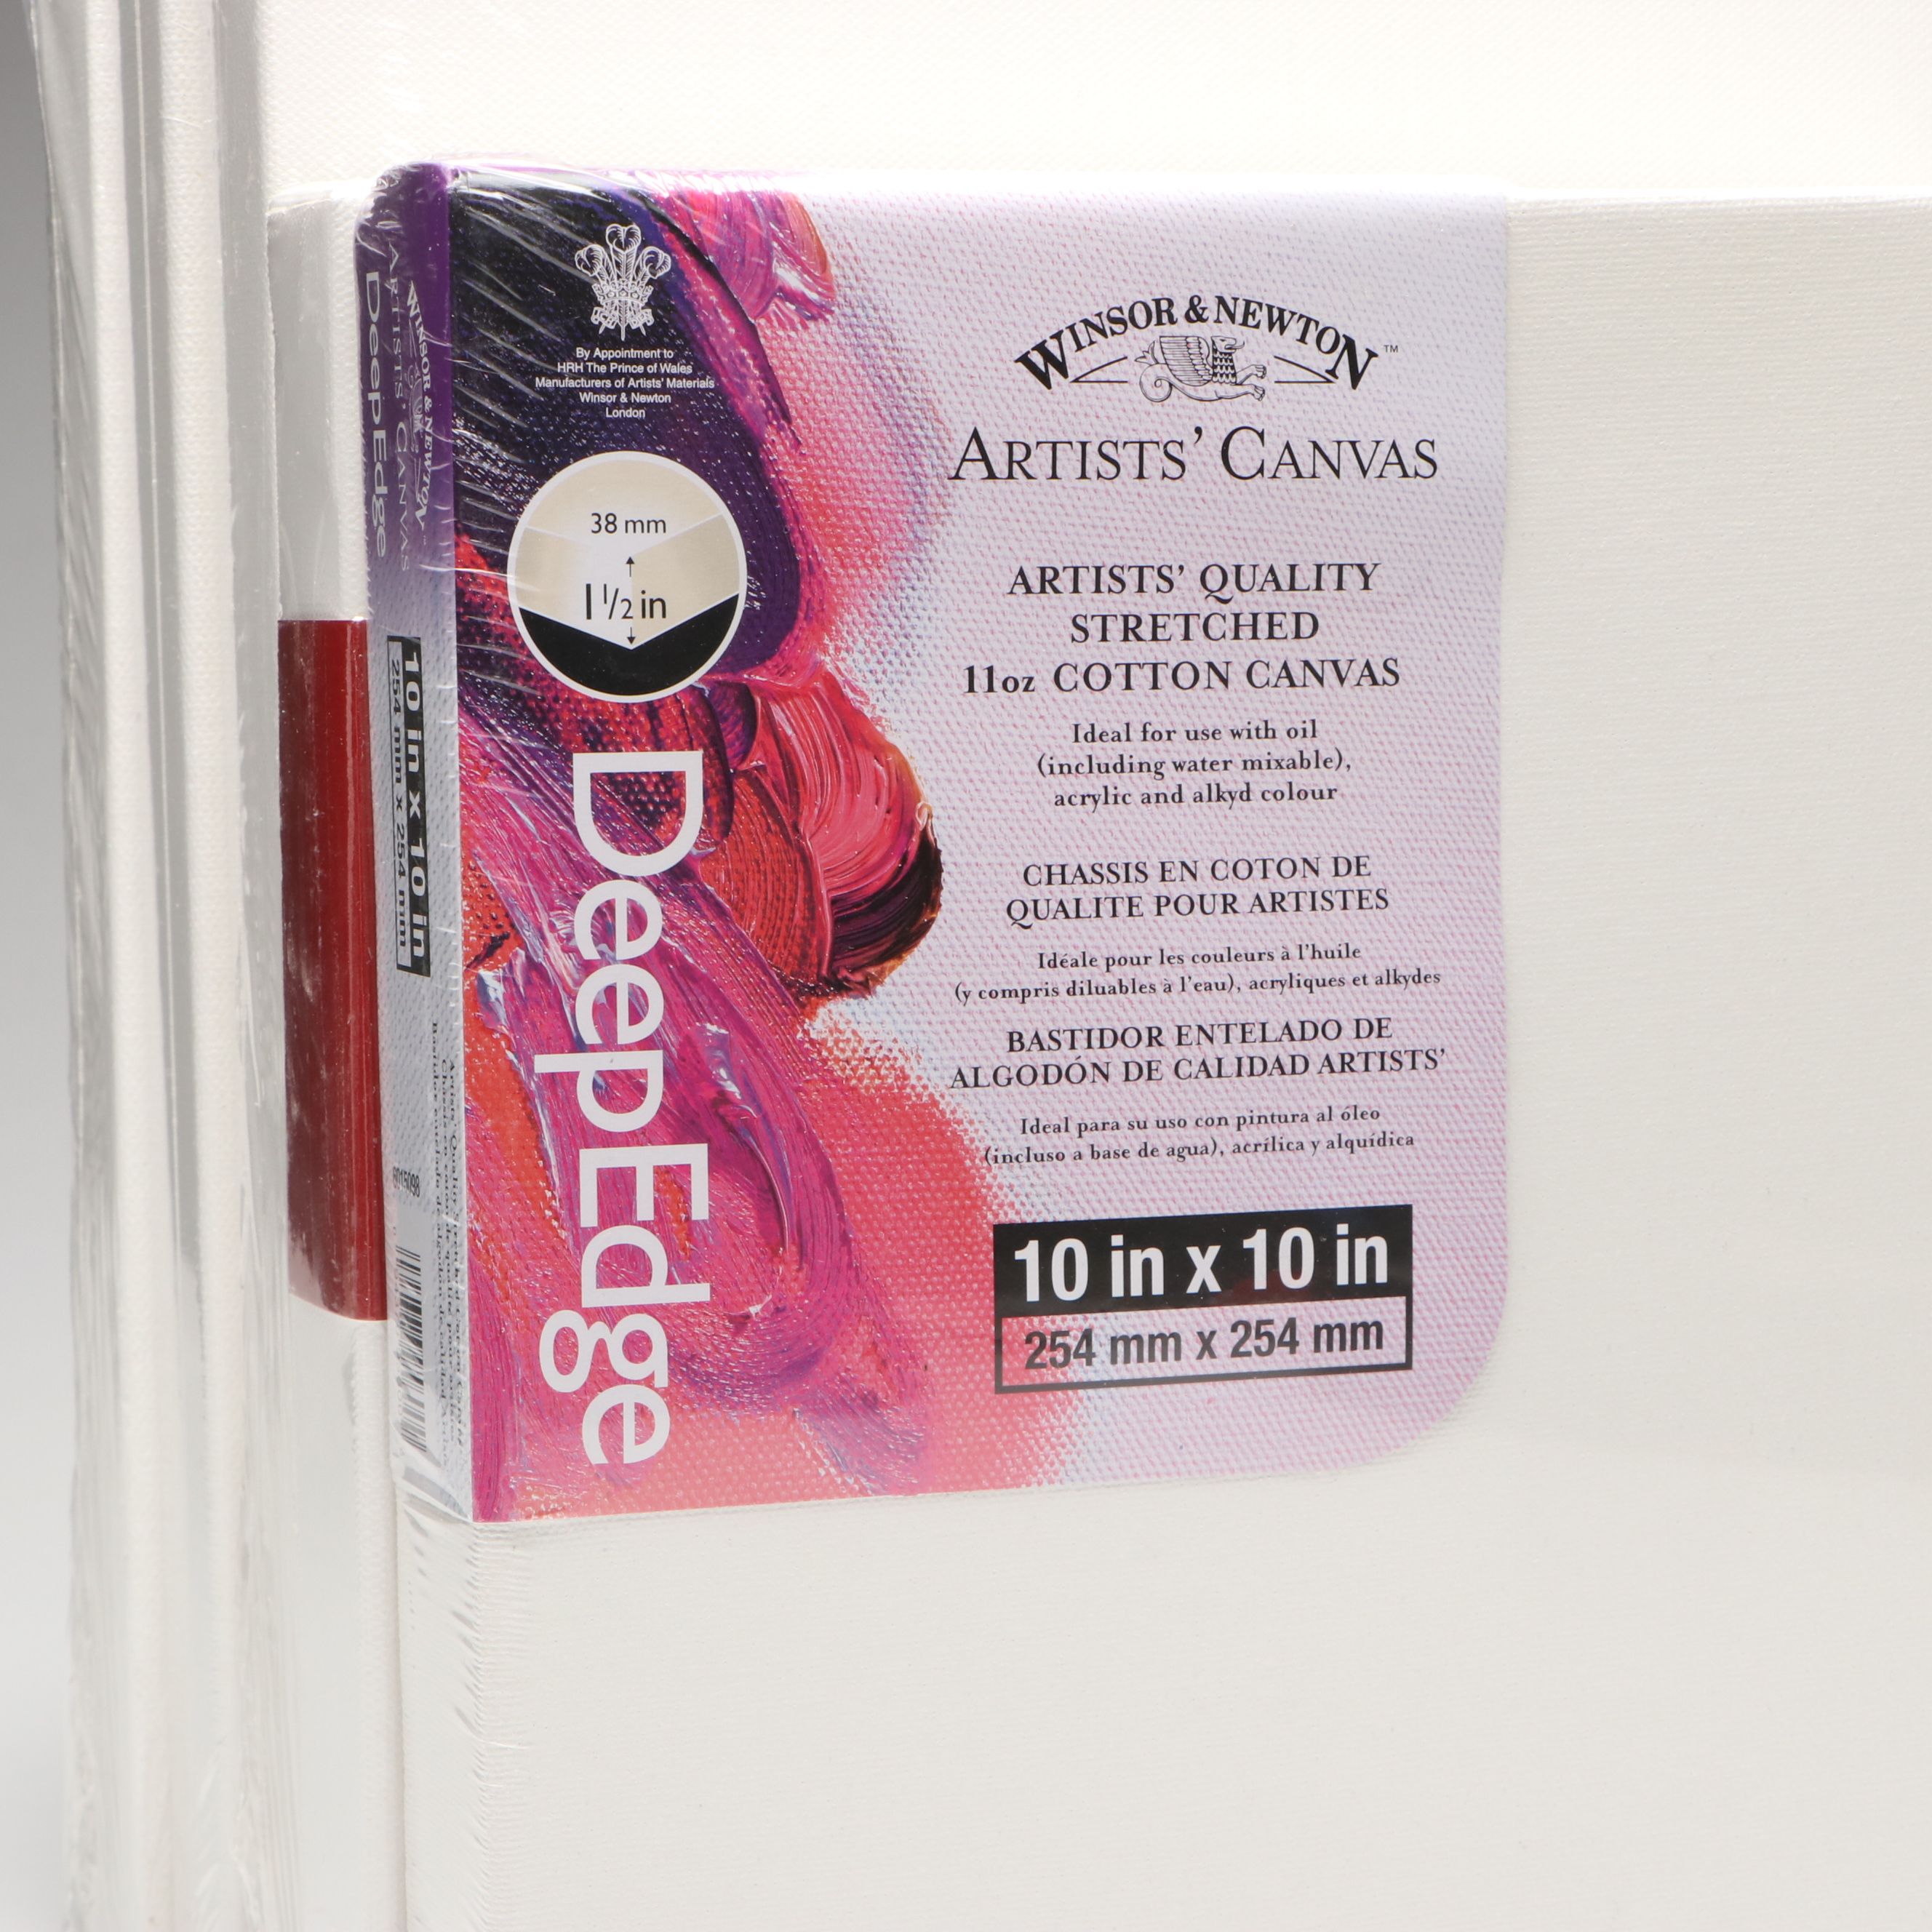 By Appointment to
HRH The Prince of Wales
Manufacturers of Artists' Materials
Winsor & Newton
London
38 mm
1 1/2 in
DeepEdge
WINSOR & NEWTON™
ARTISTS' CANVAS
ARTISTS' QUALITY
STRETCHED
11oz COTTON CANVAS
Ideal for use with oil
(including water mixable),
acrylic and alkyd colour
CHASSIS EN COTON DE
QUALITE POUR ARTISTES
Idéale pour les couleurs à l'huile
(y compris diluables à l'eau), acryliques et alkydes
BASTIDOR ENTELADO DE
ALGODÓN DE CALIDAD ARTISTS'
Ideal para su uso con pintura al óleo
(incluso a base de agua), acrílica y alquídica
10 in x 10 in
254 mm x 254 mm
WINSOR & NEWTON
ARTISTS' CANVAS
DeepEdge
10 in x 10 in
254 mm x 254 mm